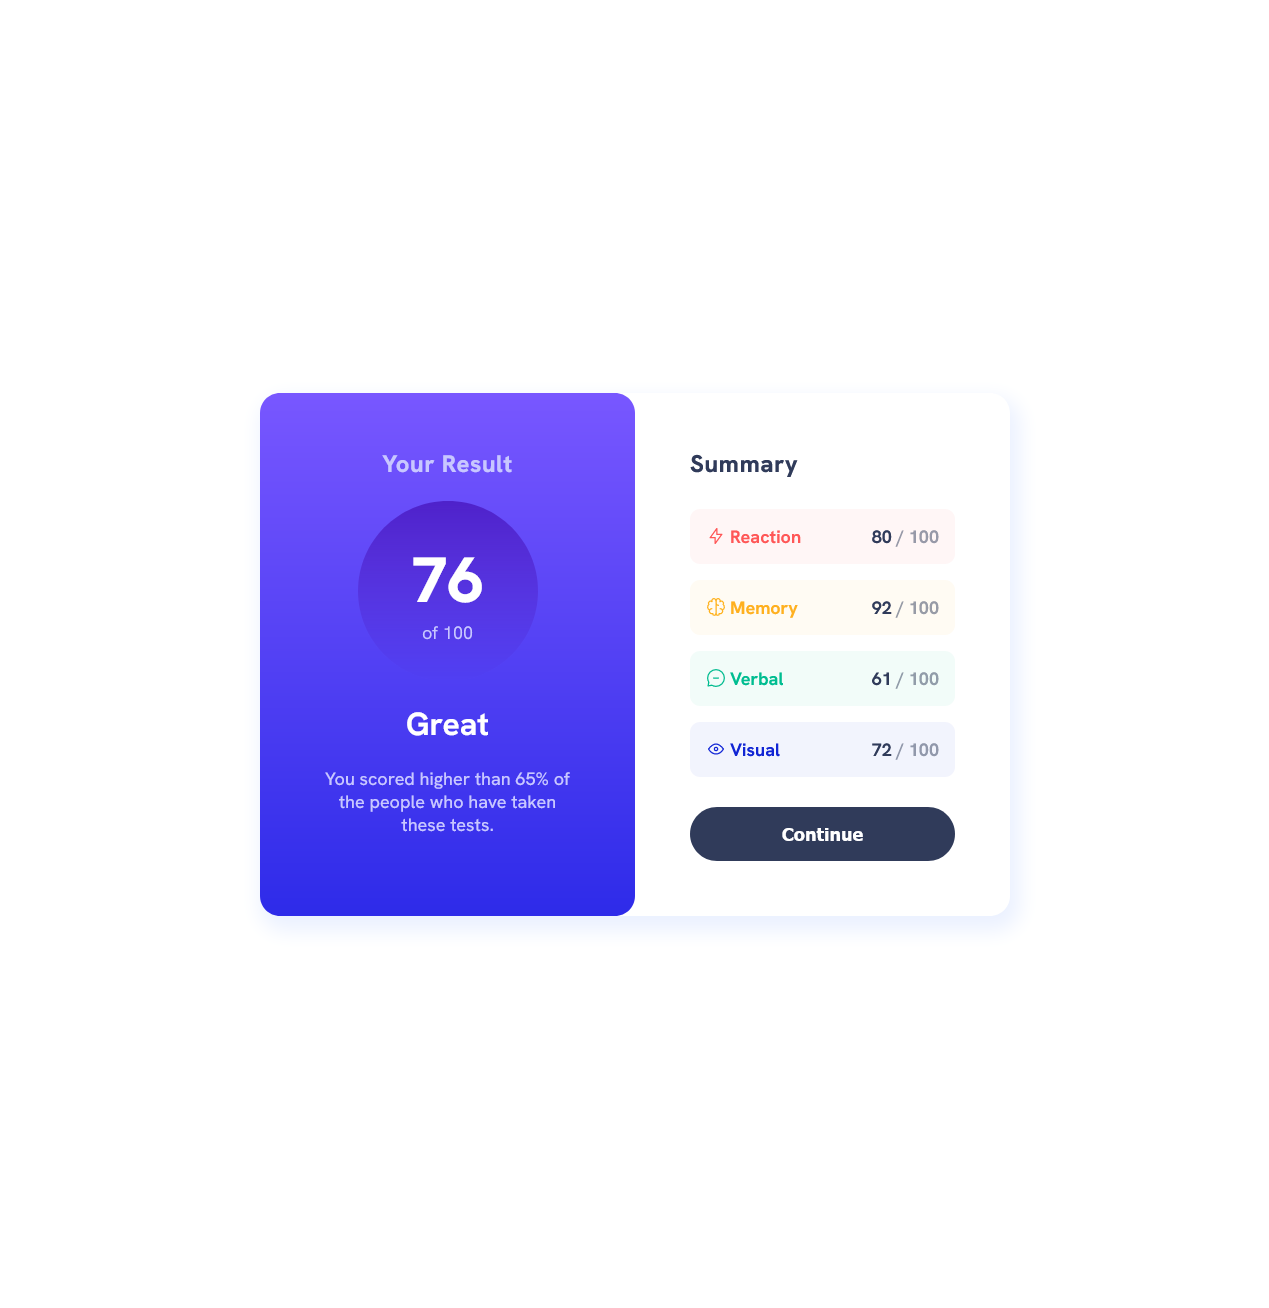 Your Result
76
of 100
Great
You scored higher than 65% of
the people who have taken
these tests.
Summary
Reaction 80 / 100
Memory 92 / 100
Verbal 61 / 100
Visual 72 / 100
Continue